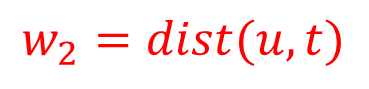 w₂ = dist(u, t)